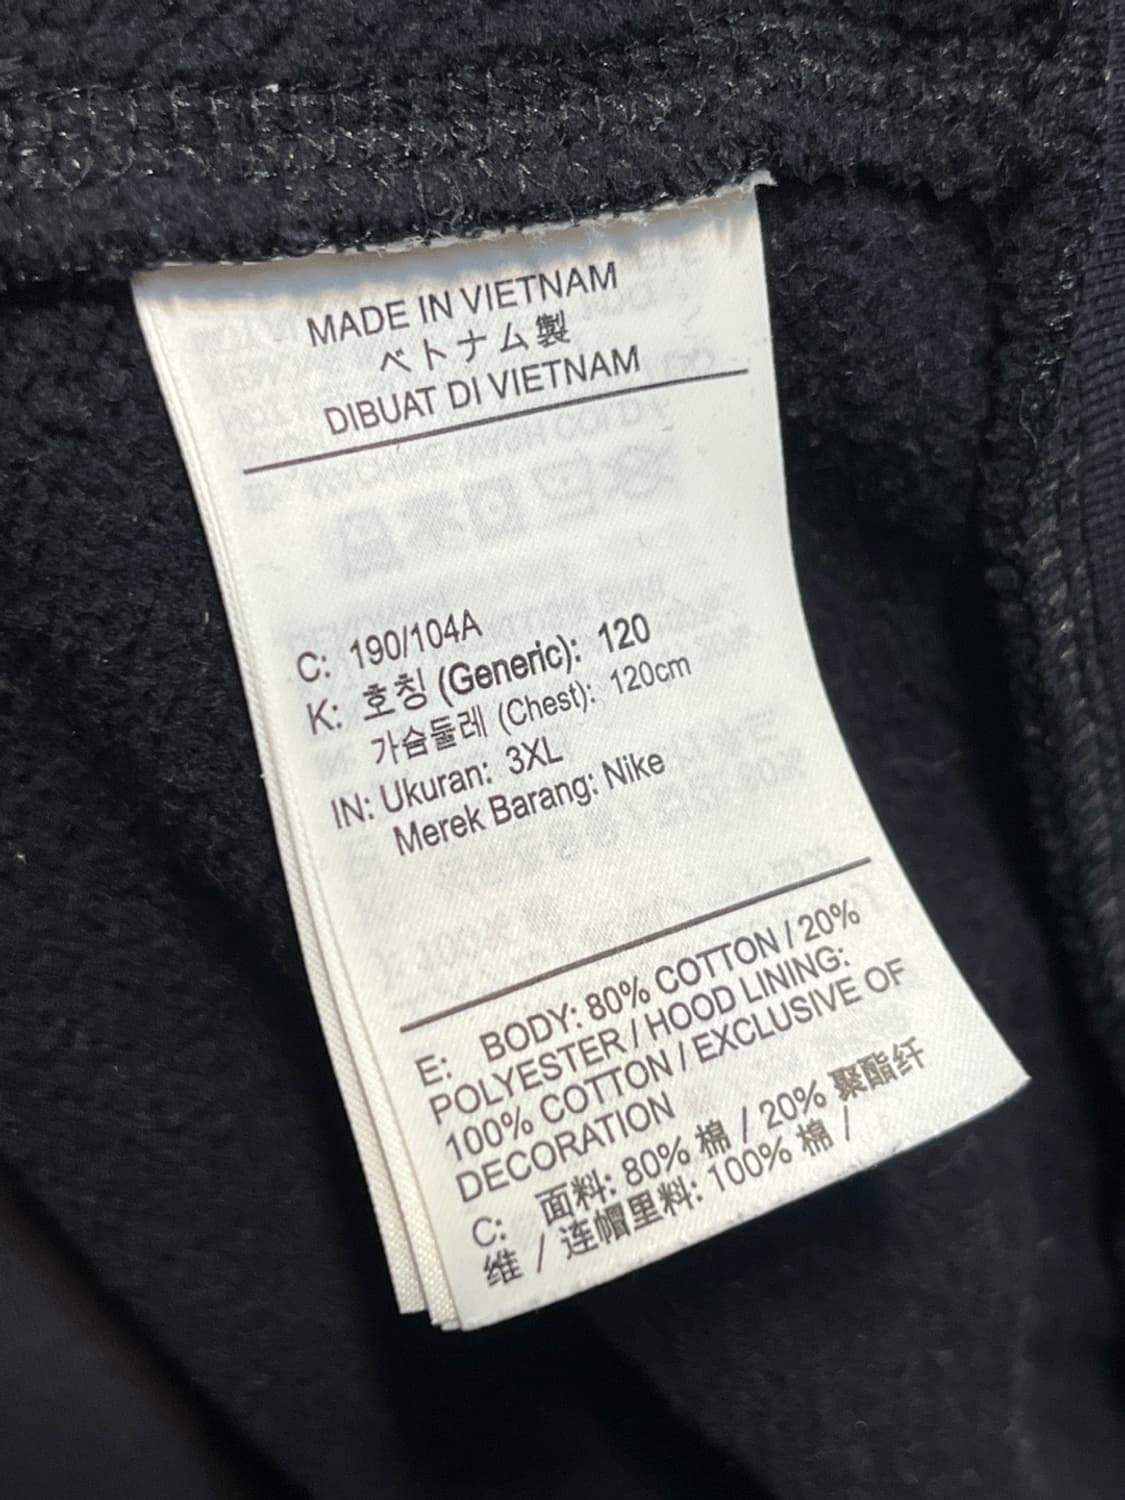 MADE IN VIETNAM
ベトナム製
DIBUAT DI VIETNAM
C: 190/104A
K: 호칭 (Generic): 120
가슴둘레 (Chest): 120cm
IN: Ukuran: 3XL
Merek Barang: Nike
E: BODY: 80% COTTON / 20%
POLYESTER / HOOD LINING:
100% COTTON / EXCLUSIVE OF
DECORATION
C: 面料: 80% 棉 / 20% 聚酯纤
维 / 连帽里料: 100% 棉 /